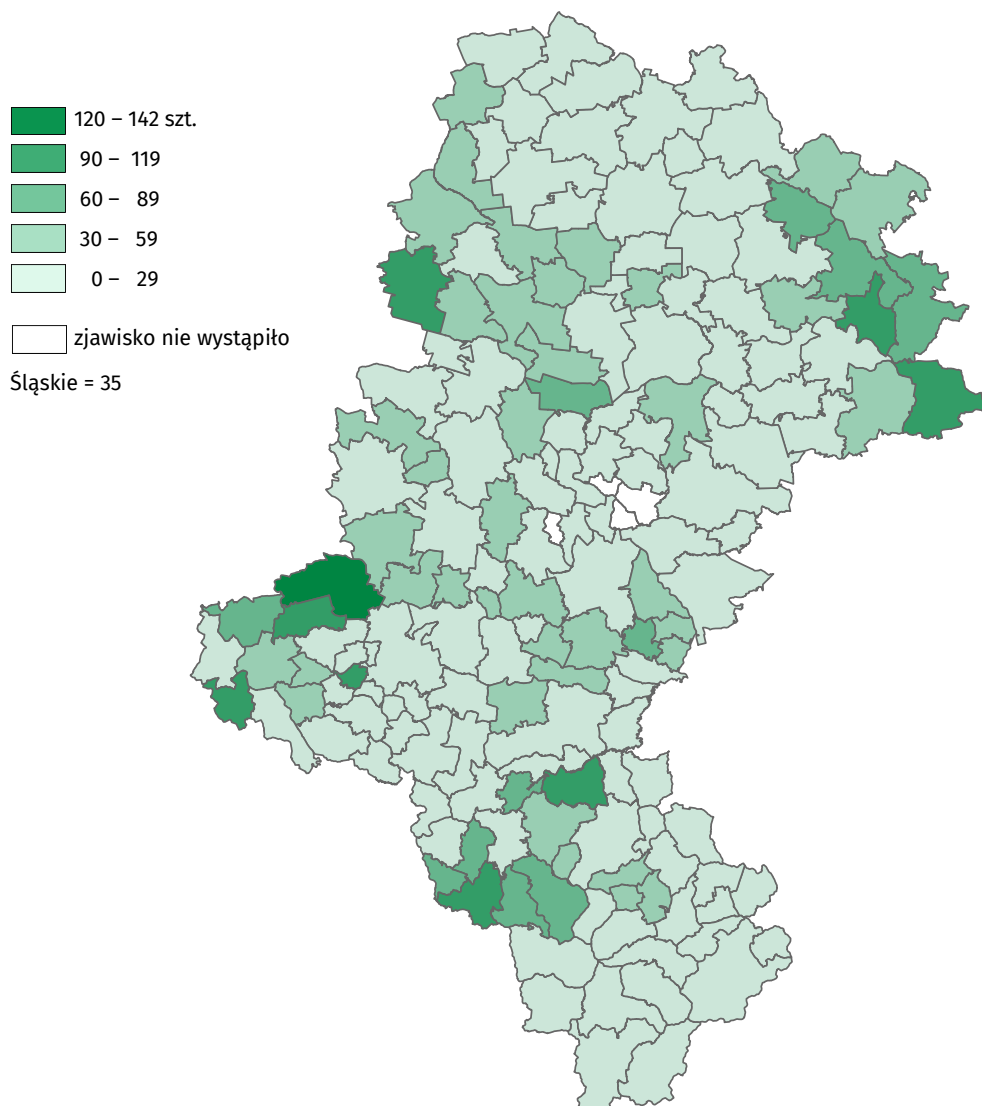 120 – 142 szt.
90 – 119
60 – 89
30 – 59
0 – 29
zjawisko nie wystąpiło
Śląskie = 35